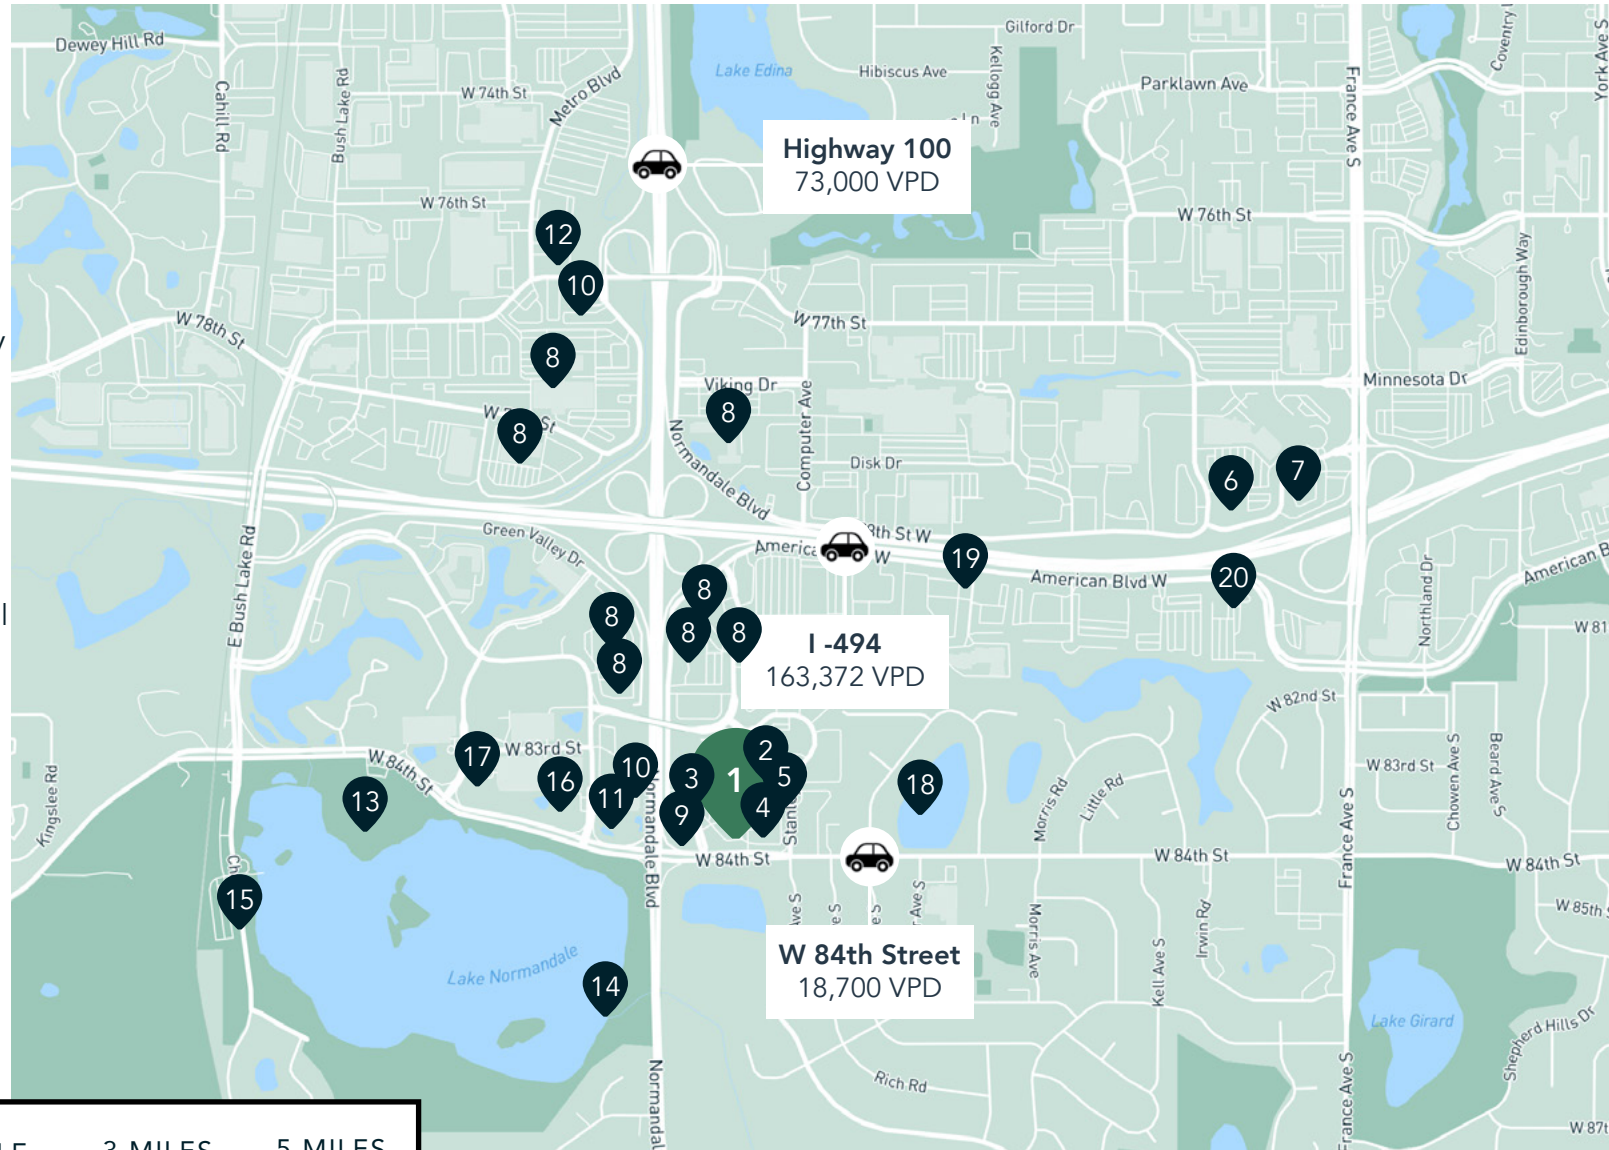 Dewey Hill Rd
Cahill Rd
Bush Lake Rd
W 74th St
Metro Blvd
Lake Edina
Gilford Dr
Hibiscus Ave
Kellogg Ave
Parklawn Ave
France Ave S
York Ave S
Highway 100
73,000 VPD
W 76th St
W 76th St
12
10
Edinborough Way
W 78th St
W 77th St
8
Viking Dr
8
Computer Ave
Minnesota Dr
8
Normandale Blvd
Disk Dr
6
7
Green Valley Dr
E Bush Lake Rd
St W
W
19
American Blvd W
20
Northland Dr
8
8
8
8
8
I -494
163,372 VPD
W 81
W 82nd St
W 83rd St
W 84th St
17
16
10
11
3
9
1
2
5
4
18
13
Kingslee Rd
Morris Rd
Little Rd
W 83rd St
Chowen Ave S
Beard Ave S
France Ave S
Normandale Blvd
W 84th St
W 84th St
W 84th St
15
Ave S
Ave S
Morris Ave
Kell Ave S
Irwin Rd
W 85th
W 84th Street
18,700 VPD
Lake Normandale
14
Lake Girard
Shepherd Hills Dr
Rich Rd
France Ave S
W 87t
3 MILES
5 MILES